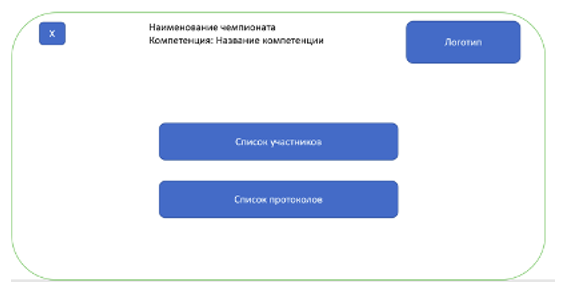 X
Наименование чемпионата
Компетенция: Название компетенции
Логотип
Список участников
Список протоколов